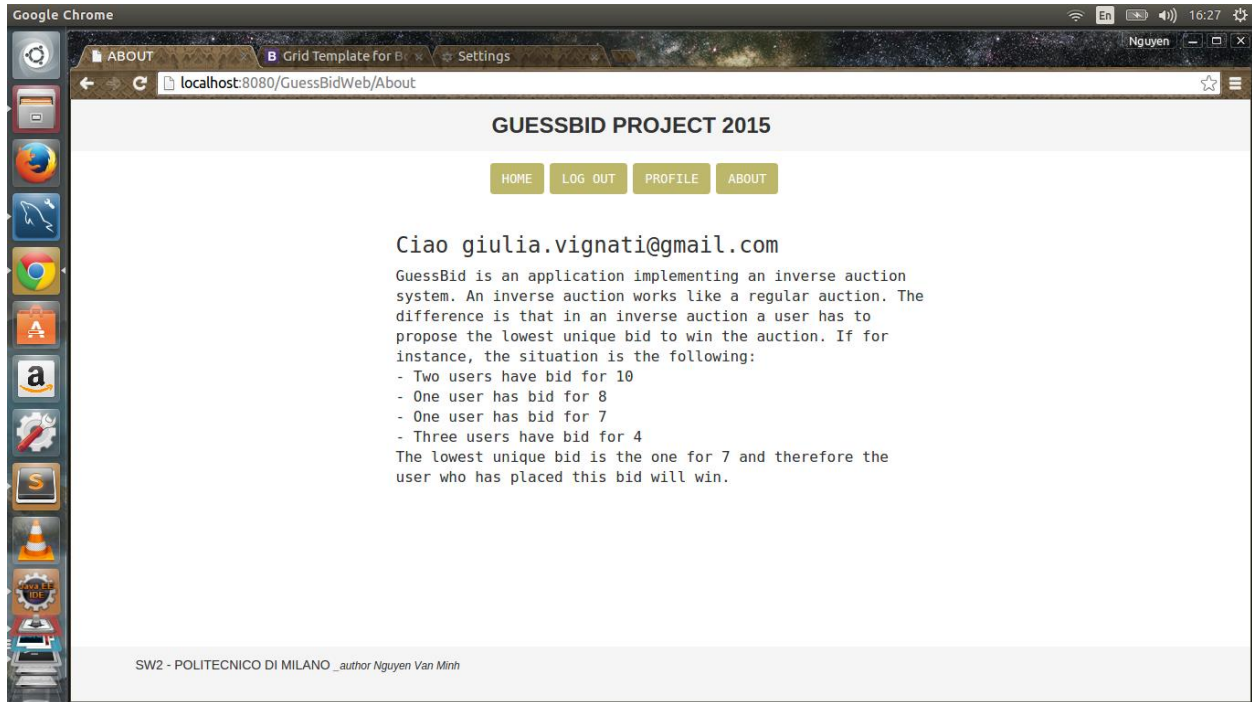 Google Chrome
En
16:27
ABOUT
Grid Template for Bo
Settings
Nguyen
localhost:8080/GuessBidWeb/About
GUESSBID PROJECT 2015
HOME LOG OUT PROFILE ABOUT
Ciao giulia.vignati@gmail.com
GuessBid is an application implementing an inverse auction
system. An inverse auction works like a regular auction. The
difference is that in an inverse auction a user has to
propose the lowest unique bid to win the auction. If for
instance, the situation is the following:
- Two users have bid for 10
- One user has bid for 8
- One user has bid for 7
- Three users have bid for 4
The lowest unique bid is the one for 7 and therefore the
user who has placed this bid will win.
Java EE
IDE
SW2 - POLITECNICO DI MILANO _author Nguyen Van Minh